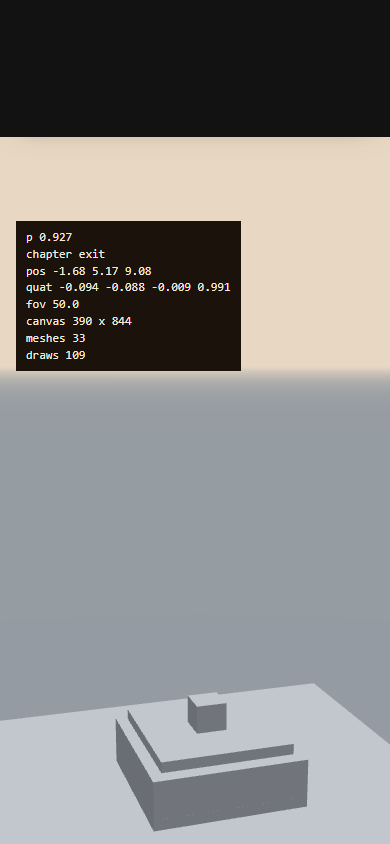 p 0.927
chapter exit
pos -1.68 5.17 9.08
quat -0.094 -0.088 -0.009 0.991
fov 50.0
canvas 390 x 844
meshes 33
draws 109